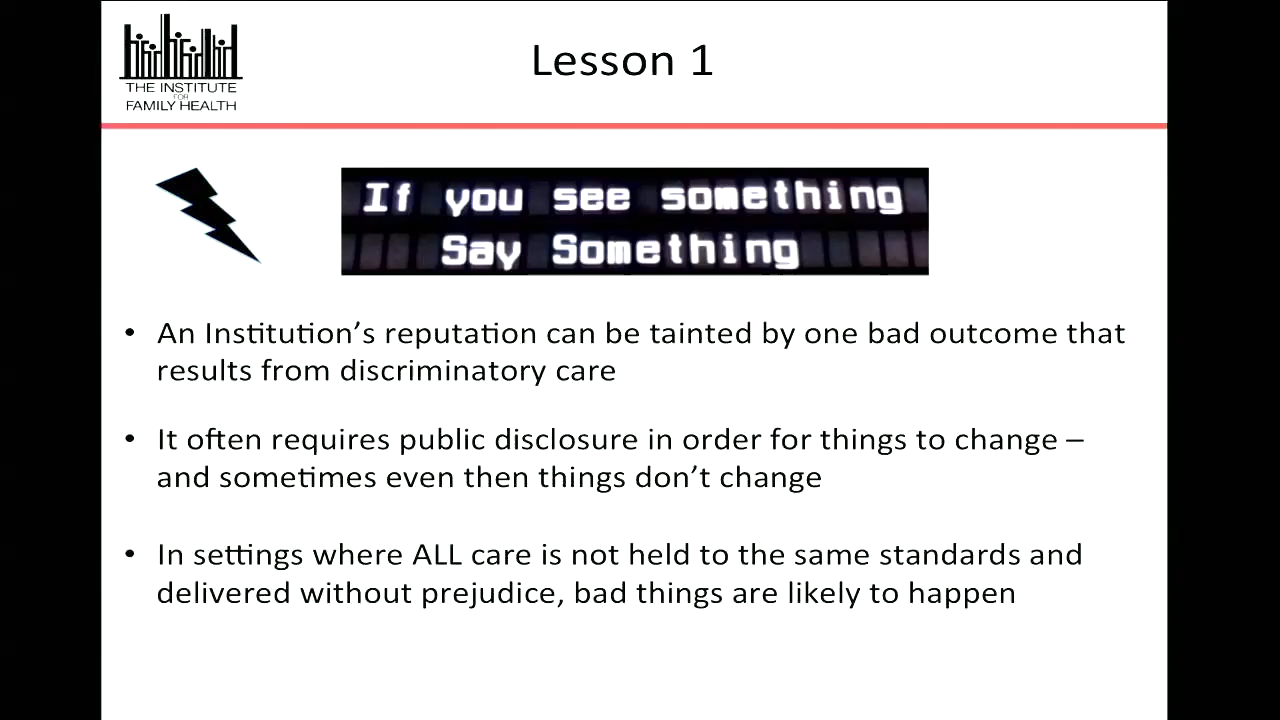 THE INSTITUTE
FOR
FAMILY HEALTH
Lesson 1
If you see something
Say Something
• An Institution’s reputation can be tainted by one bad outcome that
results from discriminatory care
• It often requires public disclosure in order for things to change –
and sometimes even then things don’t change
• In settings where ALL care is not held to the same standards and
delivered without prejudice, bad things are likely to happen